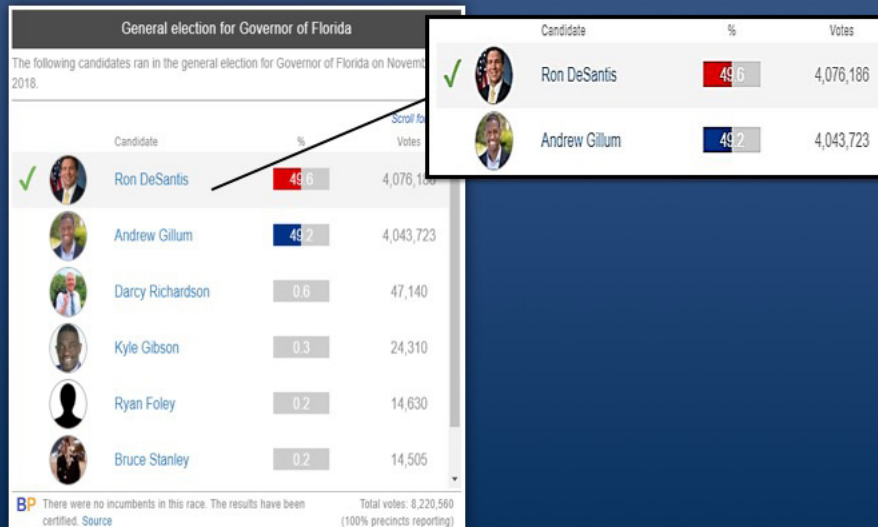 General election for Governor of Florida
The following candidates ran in the general election for Governor of Florida on Novemb
2018.
Scroll fo
Candidate % Votes
Ron DeSantis 49.6 4,076,186
Andrew Gillum 49.2 4,043,723
Darcy Richardson 0.6 47,140
Kyle Gibson 0.3 24,310
Ryan Foley 0.2 14,630
Bruce Stanley 0.2 14,505
BP There were no incumbents in this race. The results have been
certified. Source
Total votes: 8,220,560
(100% precincts reporting)
Candidate % Votes
Ron DeSantis 49.6 4,076,186
Andrew Gillum 49.2 4,043,723